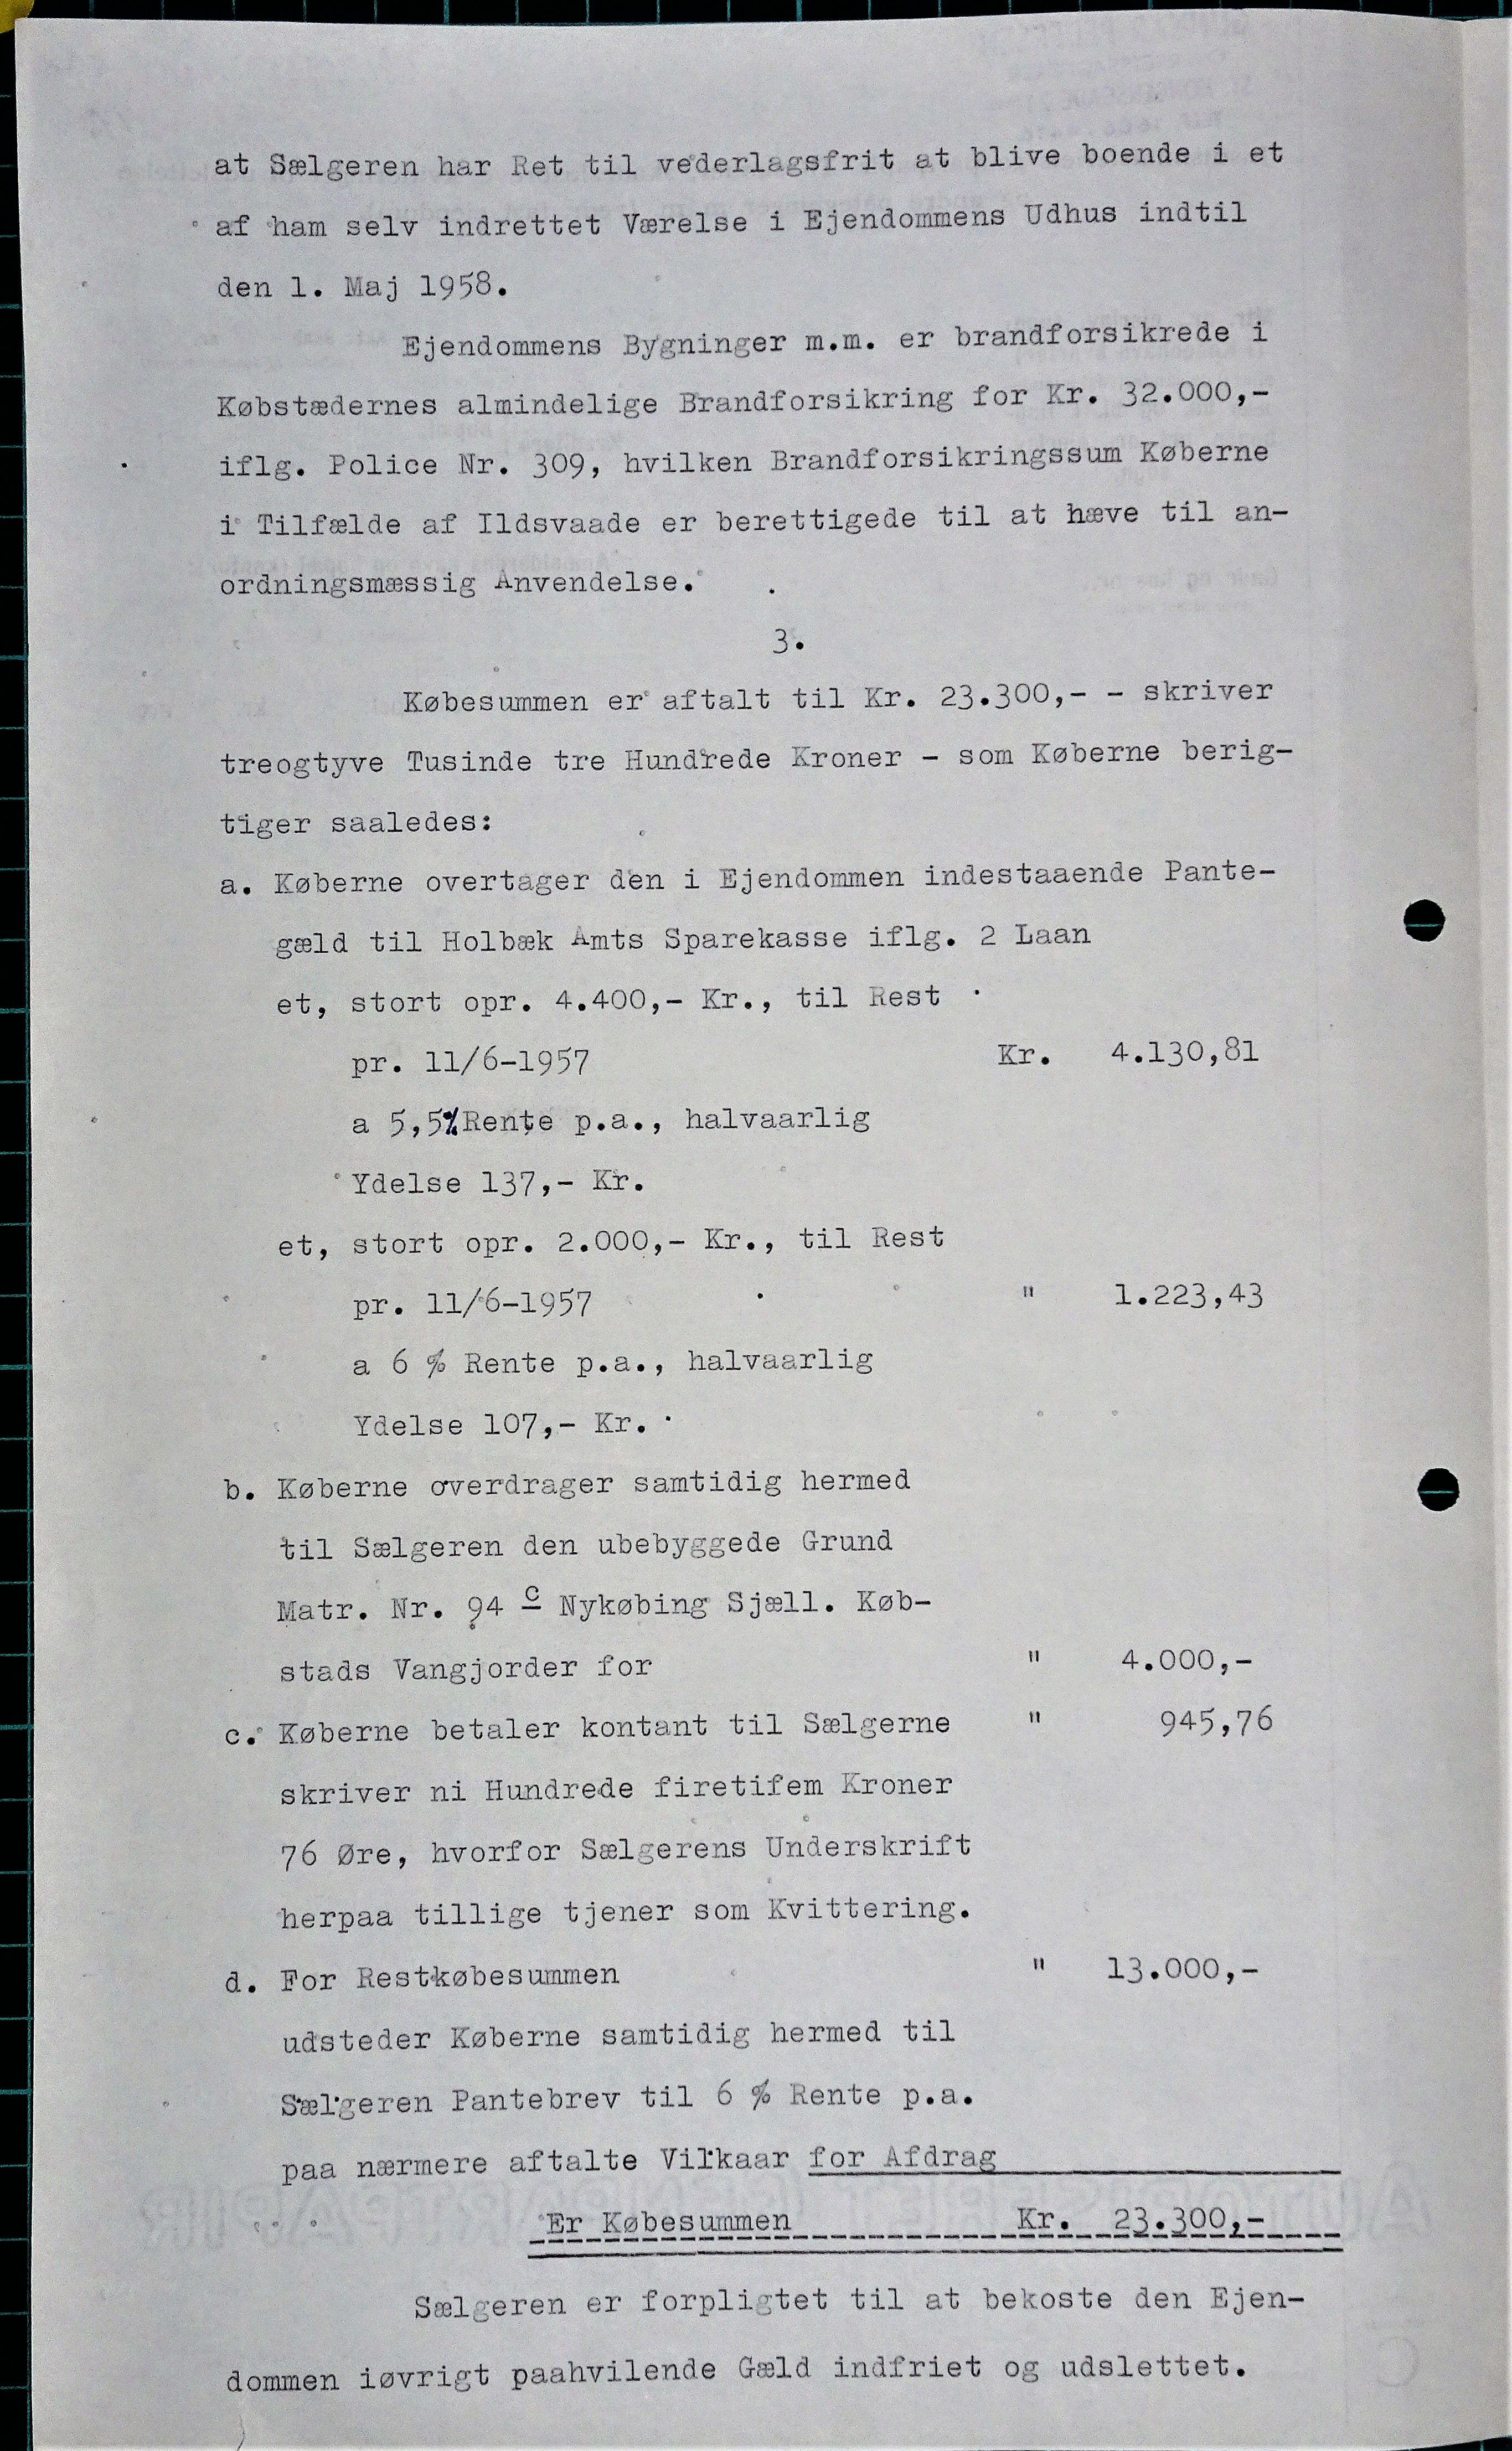 at Sælgeren har Ret til vederlagsfrit at blive boende i et
af ham selv indrettet Værelse i Ejendommens Udhus indtil
den 1. Maj 1958.
Ejendommens Bygninger m.m. er brandforsikrede i
Købstædernes almindelige Brandforsikring for Kr. 32.000,-
iflg. Police Nr. 309, hvilken Brandforsikringssum Køberne
i Tilfælde af Ildsvaade er berettigede til at hæve til an-
ordningsmæssig Anvendelse.
3.
Købesummen er aftalt til Kr. 23.300,- - skriver
treogtyve Tusinde tre Hundrede Kroner - som Køberne berig-
tiger saaledes:
a. Køberne overtager den i Ejendommen indestaaende Pante-
gæld til Holbæk Amts Sparekasse iflg. 2 Laan
et, stort opr. 4.400,- Kr., til Rest
pr. 11/6-1957 Kr. 4.130,81
a 5,5% Rente p.a., halvaarlig
Ydelse 137,- Kr.
et, stort opr. 2.000,- Kr., til Rest
pr. 11/6-1957 " 1.223,43
a 6 % Rente p.a., halvaarlig
Ydelse 107,- Kr.
b. Køberne overdrager samtidig hermed
til Sælgeren den ubebyggede Grund
Matr. Nr. 94 c Nykøbing Sjæll. Køb-
stads Vangjorder for " 4.000,-
c. Køberne betaler kontant til Sælgerne " 945,76
skriver ni Hundrede firetifem Kroner
76 Øre, hvorfor Sælgerens Underskrift
herpaa tillige tjener som Kvittering.
d. For Restkøbesummen " 13.000,-
udsteder Køberne samtidig hermed til
Sælgeren Pantebrev til 6 % Rente p.a.
paa nærmere aftalte Vilkaar for Afdrag
Er Købesummen Kr. 23.300,-
Sælgeren er forpligtet til at bekoste den Ejen-
dommen iøvrigt paahvilende Gæld indfriet og udslettet.